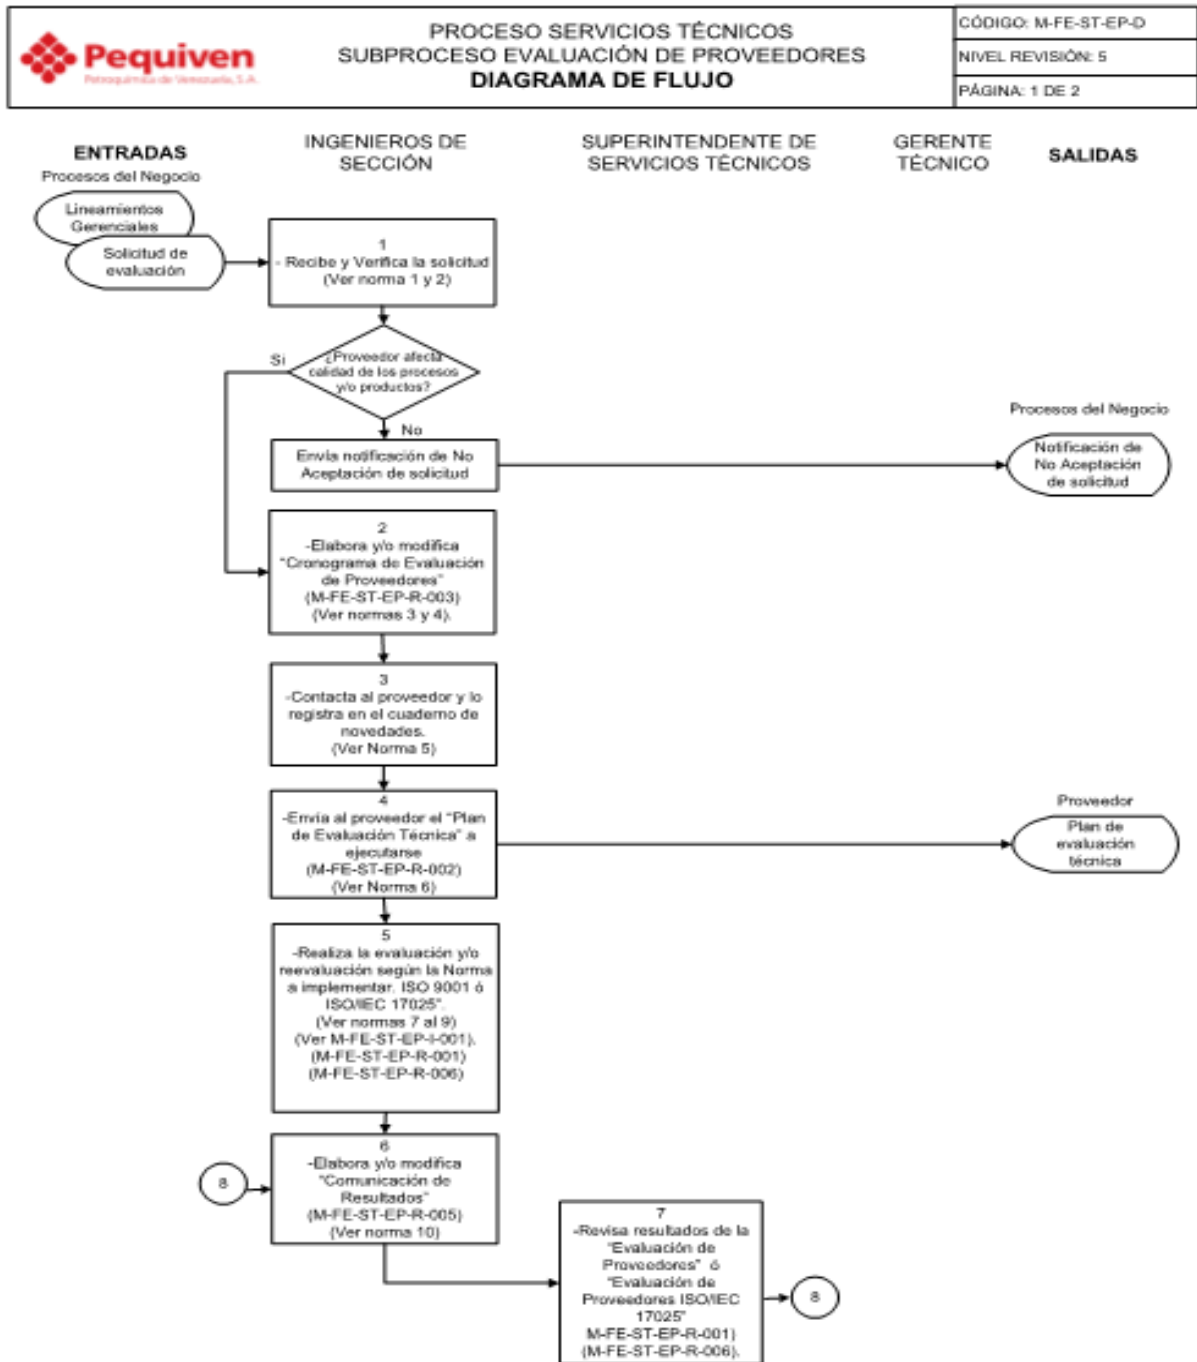 Pequiven
Petroquímica de Venezuela, S.A.
PROCESO SERVICIOS TÉCNICOS
SUBPROCESO EVALUACIÓN DE PROVEEDORES
DIAGRAMA DE FLUJO
CÓDIGO: M-FE-ST-EP-D
NIVEL REVISIÓN: 5
PÁGINA: 1 DE 2
ENTRADAS
INGENIEROS DE
SECCIÓN
SUPERINTENDENTE DE
SERVICIOS TÉCNICOS
GERENTE
TÉCNICO
SALIDAS
Procesos del Negocio
Lineamientos
Gerenciales
Solicitud de
evaluación
1
- Recibe y Verifica la solicitud
(Ver norma 1 y 2)
Si
¿Proveedor afecta
calidad de los procesos
y/o productos?
No
Envía notificación de No
Aceptación de solicitud
Procesos del Negocio
Notificación de
No Aceptación
de solicitud
2
-Elabora y/o modifica
"Cronograma de Evaluación
de Proveedores"
(M-FE-ST-EP-R-003)
(Ver normas 3 y 4).
3
-Contacta al proveedor y lo
registra en el cuaderno de
novedades.
(Ver Norma 5)
4
-Envía al proveedor el "Plan
de Evaluación Técnica" a
ejecutarse
(M-FE-ST-EP-R-002)
(Ver Norma 6)
Proveedor
Plan de
evaluación
técnica
5
-Realiza la evaluación y/o
reevaluación según la Norma
a implementar. ISO 9001 ó
ISO/IEC 17025".
(Ver normas 7 al 9)
(Ver M-FE-ST-EP-I-001).
(M-FE-ST-EP-R-001)
(M-FE-ST-EP-R-006)
8
6
-Elabora y/o modifica
"Comunicación de
Resultados"
(M-FE-ST-EP-R-005)
(Ver norma 10)
7
-Revisa resultados de la
"Evaluación de
Proveedores" ó
"Evaluación de
Proveedores ISO/IEC
17025"
M-FE-ST-EP-R-001)
(M-FE-ST-EP-R-006).
8